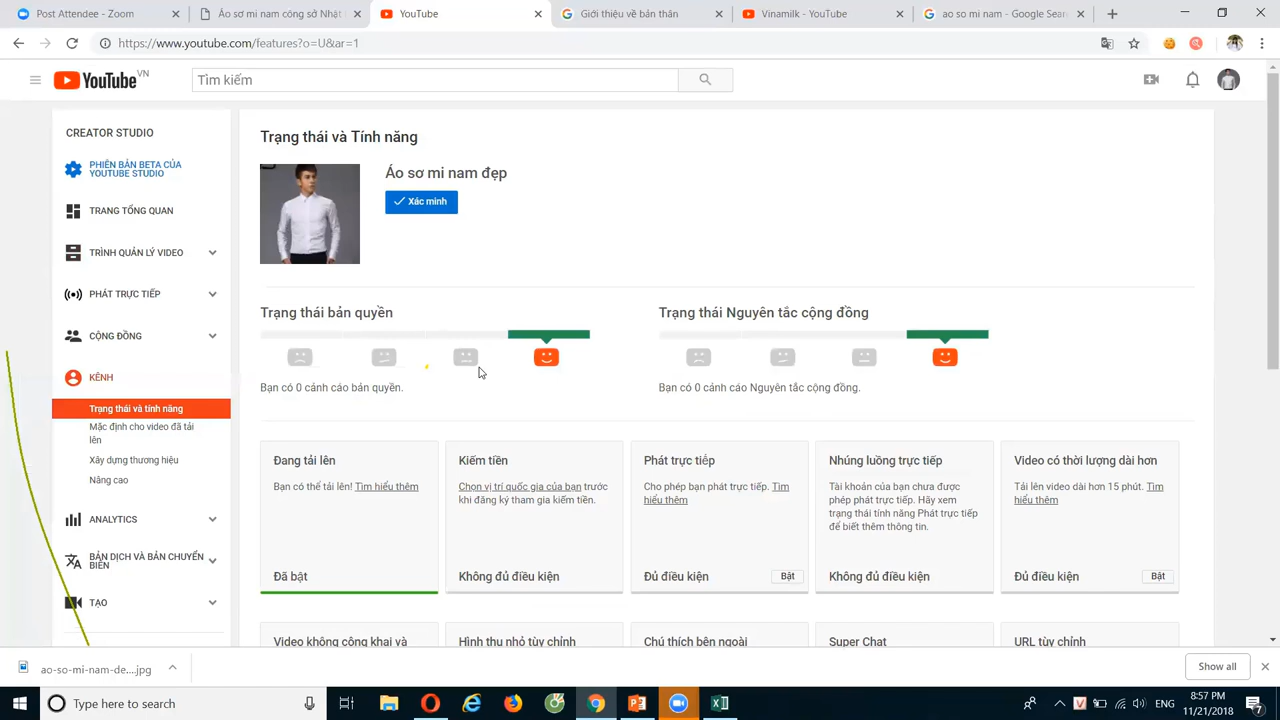 Post Attendee - Zoom
Áo sơ mi nam công sở Nhật
YouTube
Giới thiệu về bản thân
Vinamilk - YouTube
ao so mi nam - Google Sear
https://www.youtube.com/features?o=U&ar=1
YouTube VN
Tìm kiếm
CREATOR STUDIO
PHIÊN BẢN BETA CỦA
YOUTUBE STUDIO
TRANG TỔNG QUAN
TRÌNH QUẢN LÝ VIDEO
PHÁT TRỰC TIẾP
CỘNG ĐỒNG
KÊNH
Trạng thái và tính năng
Mặc định cho video đã tải
lên
Xây dựng thương hiệu
Nâng cao
ANALYTICS
BẢN DỊCH VÀ BẢN CHUYỂN
BIÊN
TẠO
Trạng thái và Tính năng
Áo sơ mi nam đẹp
Xác minh
Trạng thái bản quyền
Bạn có 0 cảnh cáo bản quyền.
Trạng thái Nguyên tắc cộng đồng
Bạn có 0 cảnh cáo Nguyên tắc cộng đồng.
Đang tải lên
Bạn có thể tải lên! Tìm hiểu thêm
Đã bật
Kiếm tiền
Chọn vị trí quốc gia của bạn trước
khi đăng ký tham gia kiếm tiền.
Không đủ điều kiện
Phát trực tiếp
Cho phép bạn phát trực tiếp. Tìm
hiểu thêm
Đủ điều kiện
Bật
Nhúng luồng trực tiếp
Tài khoản của bạn chưa được
phép phát trực tiếp. Hãy xem
trạng thái tính năng Phát trực tiếp
để biết thêm thông tin.
Không đủ điều kiện
Video có thời lượng dài hơn
Tải lên video dài hơn 15 phút. Tìm
hiểu thêm
Đủ điều kiện
Bật
Video không công khai và
Hình thu nhỏ tùy chỉnh
Chú thích bên ngoài
Super Chat
URL tùy chỉnh
ao-so-mi-nam-de....jpg
Show all
Type here to search
ENG
8:57 PM
11/21/2018
7